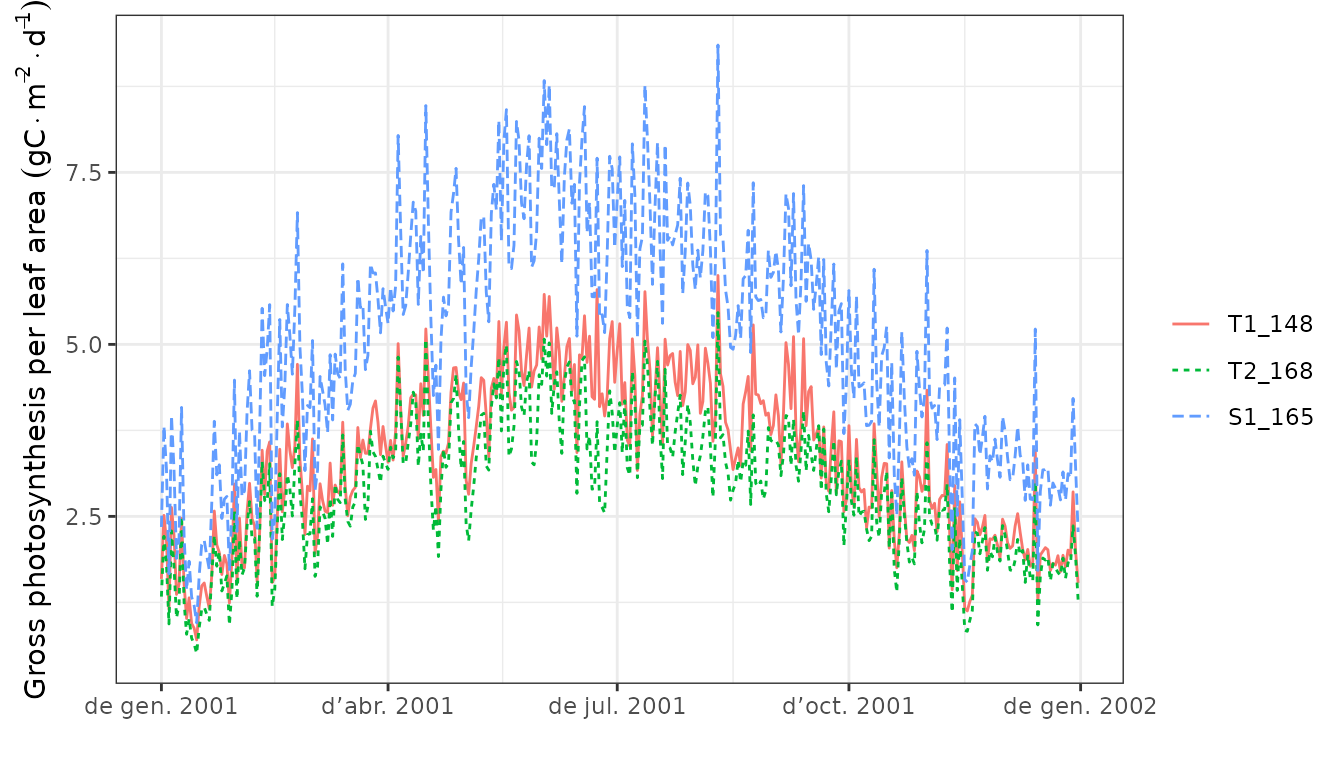 Gross photosynthesis per leaf area (gC · m⁻² · d⁻¹)
7.5
5.0
2.5
de gen. 2001
d’abr. 2001
de jul. 2001
d’oct. 2001
de gen. 2002
T1_148
T2_168
S1_165